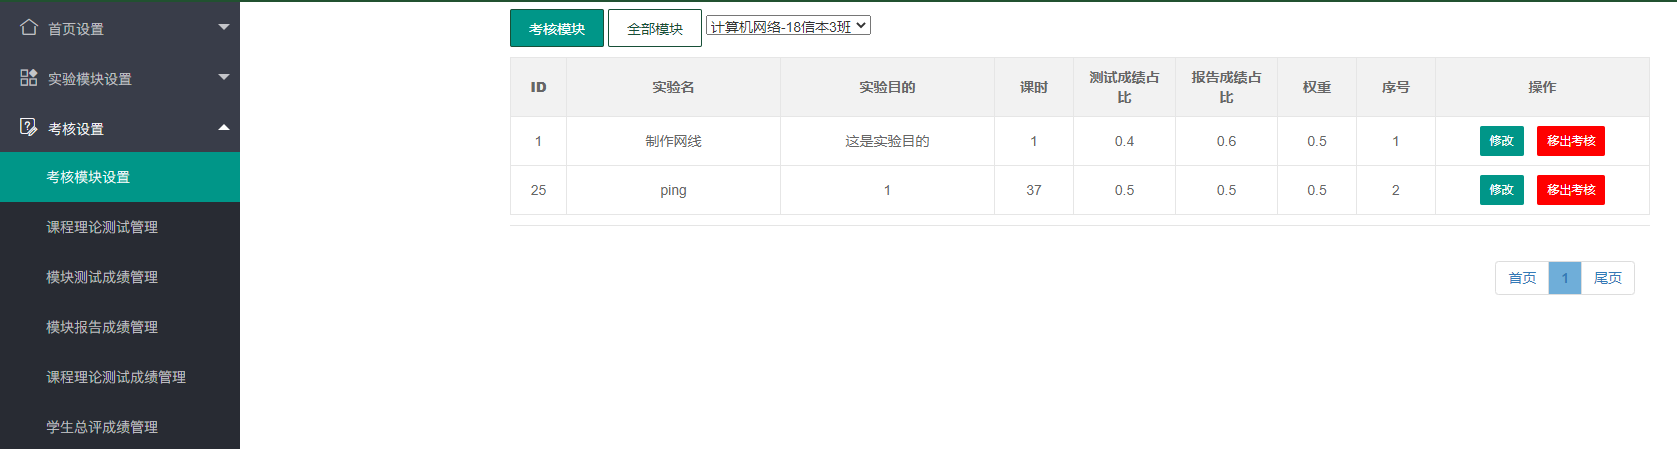 首页设置
实验模块设置
考核设置
考核模块设置
课程理论测试管理
模块测试成绩管理
模块报告成绩管理
课程理论测试成绩管理
学生总评成绩管理
考核模块 全部模块 计算机网络-18信本3班
ID 实验名 实验目的 课时 测试成绩占比 报告成绩占比 权重 序号 操作
1 制作网线 这是实验目的 1 0.4 0.6 0.5 1 修改 移出考核
25 ping 1 37 0.5 0.5 0.5 2 修改 移出考核
首页 1 尾页